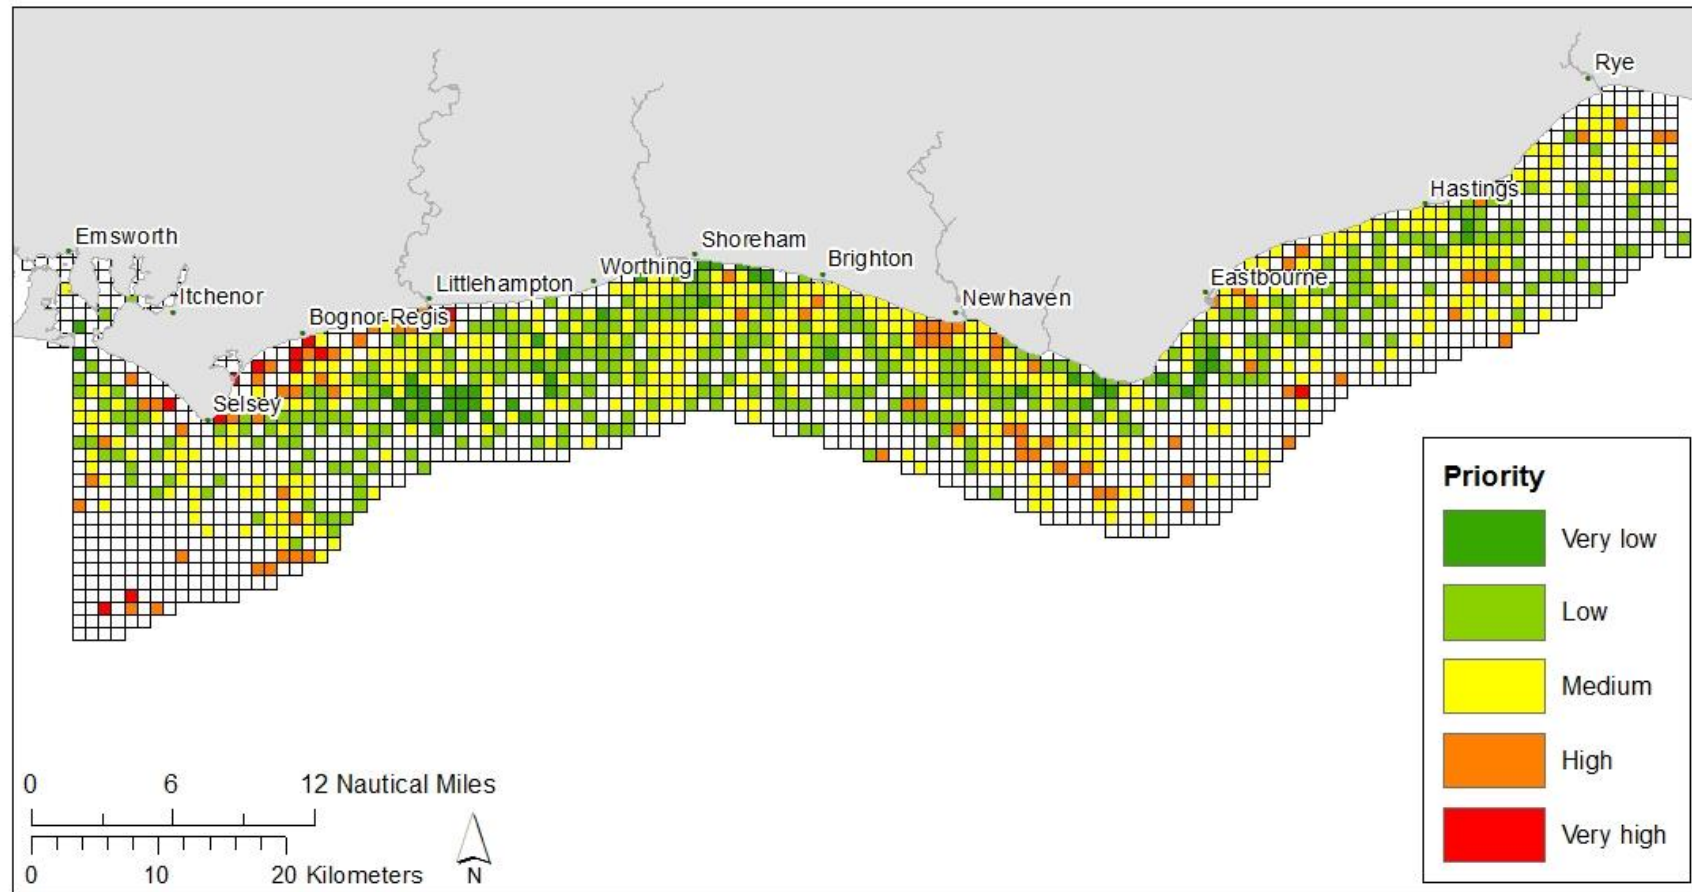 Rye
Hastings
Emsworth
Shoreham
Brighton
Worthing
Eastbourne
Littlehampton
Itchenor
Newhaven
Bognor-Regis
Selsey
Priority
Very low
Low
Medium
High
Very high
0 6 12 Nautical Miles
0 10 20 Kilometers
N